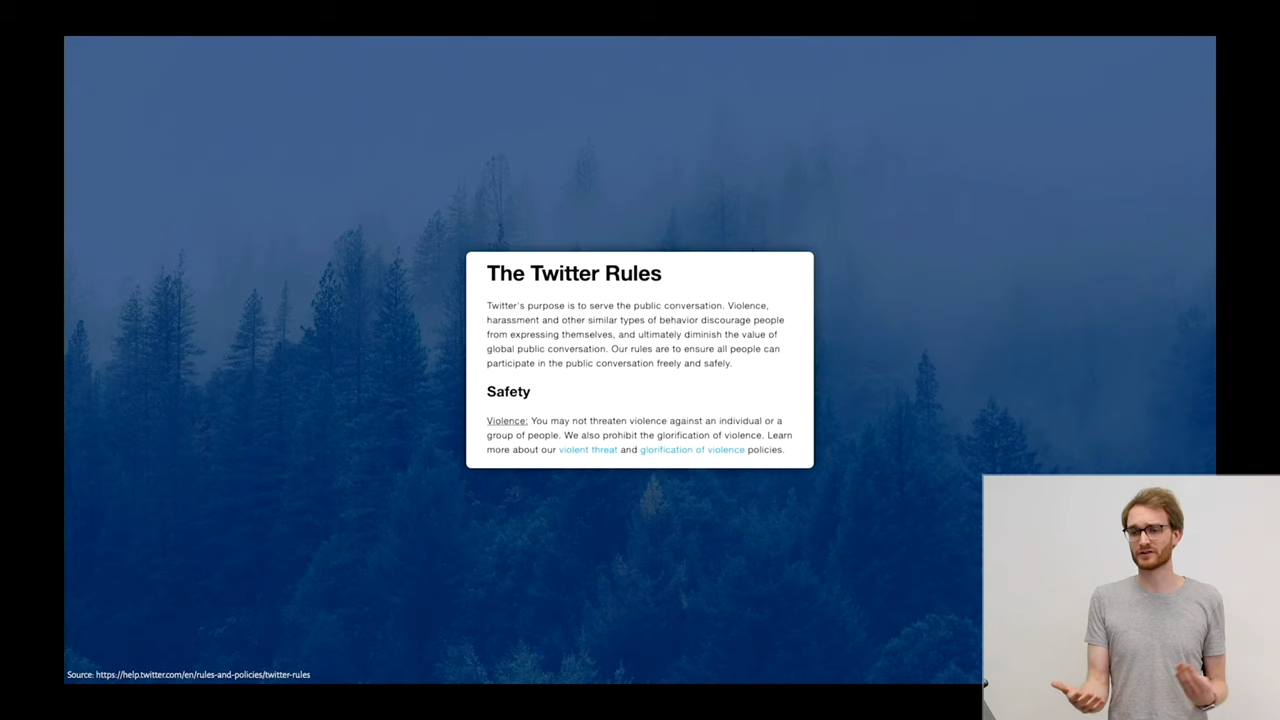 The Twitter Rules
Twitter's purpose is to serve the public conversation. Violence,
harassment and other similar types of behavior discourage people
from expressing themselves, and ultimately diminish the value of
global public conversation. Our rules are to ensure all people can
participate in the public conversation freely and safely.
Safety
Violence: You may not threaten violence against an individual or a
group of people. We also prohibit the glorification of violence. Learn
more about our violent threat and glorification of violence policies.
Source: https://help.twitter.com/en/rules-and-policies/twitter-rules